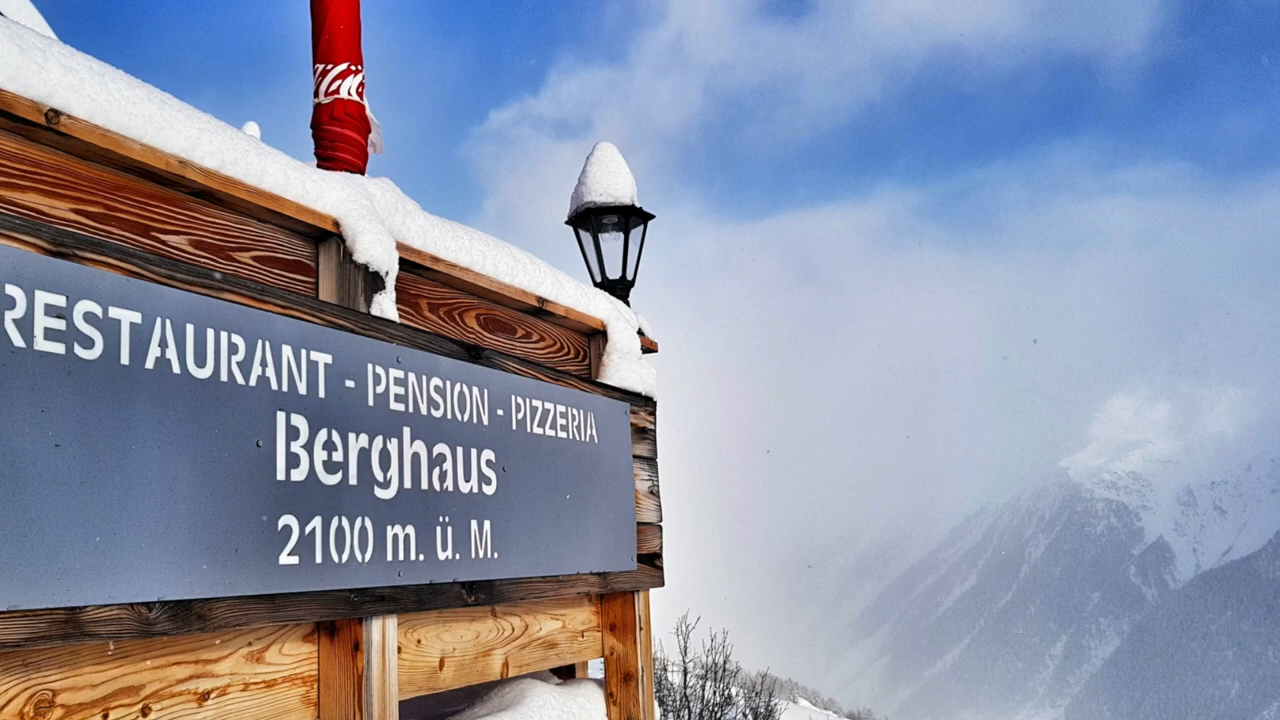 RESTAURANT - PENSION - PIZZERIA
Berghaus
2100 m. ü. M.